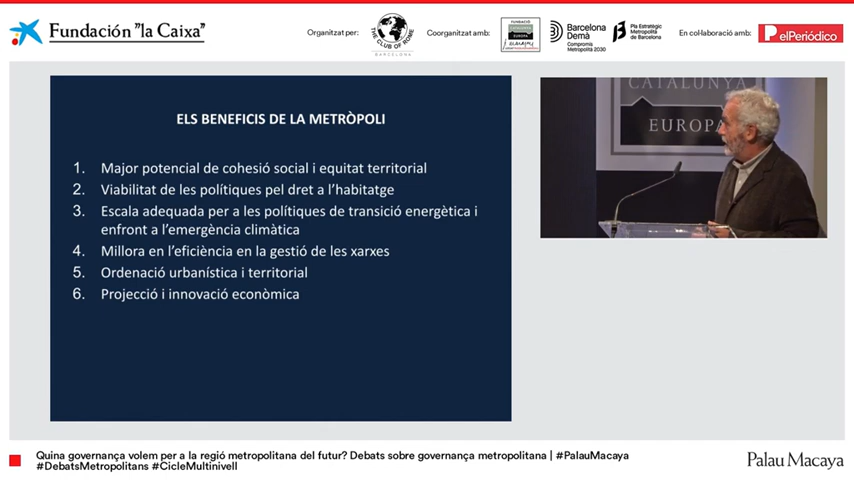 Fundación "la Caixa"
Organitzat per:
THE CLUB OF ROME
BARCELONA
Coorganitzat amb:
FUNDACIÓ
CATALUNYA
EUROPA
Barcelona
Demà
Compromís
Metropolità 2030
Pla Estratègic
Metropolità
de Barcelona
En col·laboració amb:
elPeriódico
ELS BENEFICIS DE LA METRÒPOLI
1. Major potencial de cohesió social i equitat territorial
2. Viabilitat de les polítiques pel dret a l'habitatge
3. Escala adequada per a les polítiques de transició energètica i
enfront a l'emergència climàtica
4. Millora en l'eficiència en la gestió de les xarxes
5. Ordenació urbanística i territorial
6. Projecció i innovació econòmica
CATALUNYA
EUROPA
Quina governança volem per a la regió metropolitana del futur? Debats sobre governança metropolitana | #PalauMacaya
#DebatsMetropolitans #CicleMultinivell
Palau Macaya